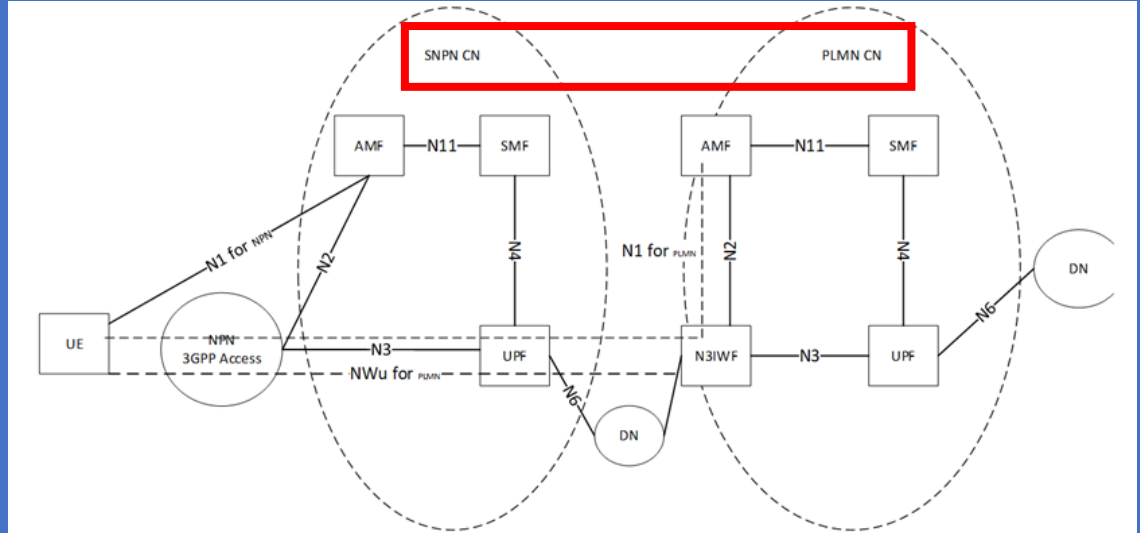 SNPN CN
PLMN CN
AMF
N11
SMF
AMF
N11
SMF
N1 for NPN
N2
N4
N1 for PLMN
N2
N4
DN
UE
NPN
3GPP Access
N3
UPF
N3IWF
N3
UPF
N6
NWu for PLMN
N6
DN